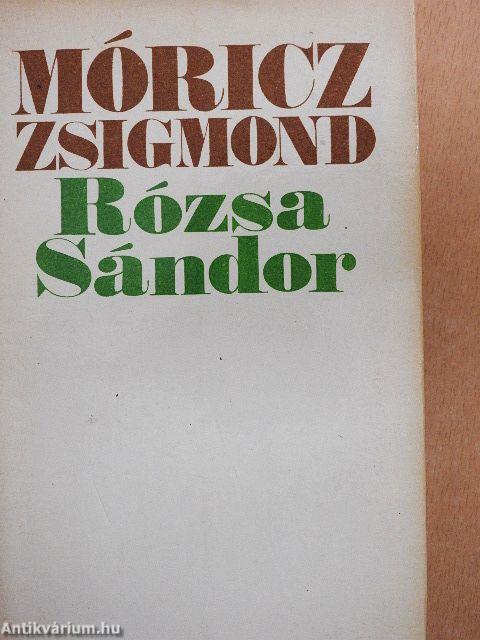 MÓRICZ
ZSIGMOND
Rózsa
Sándor
Antikvárium.hu